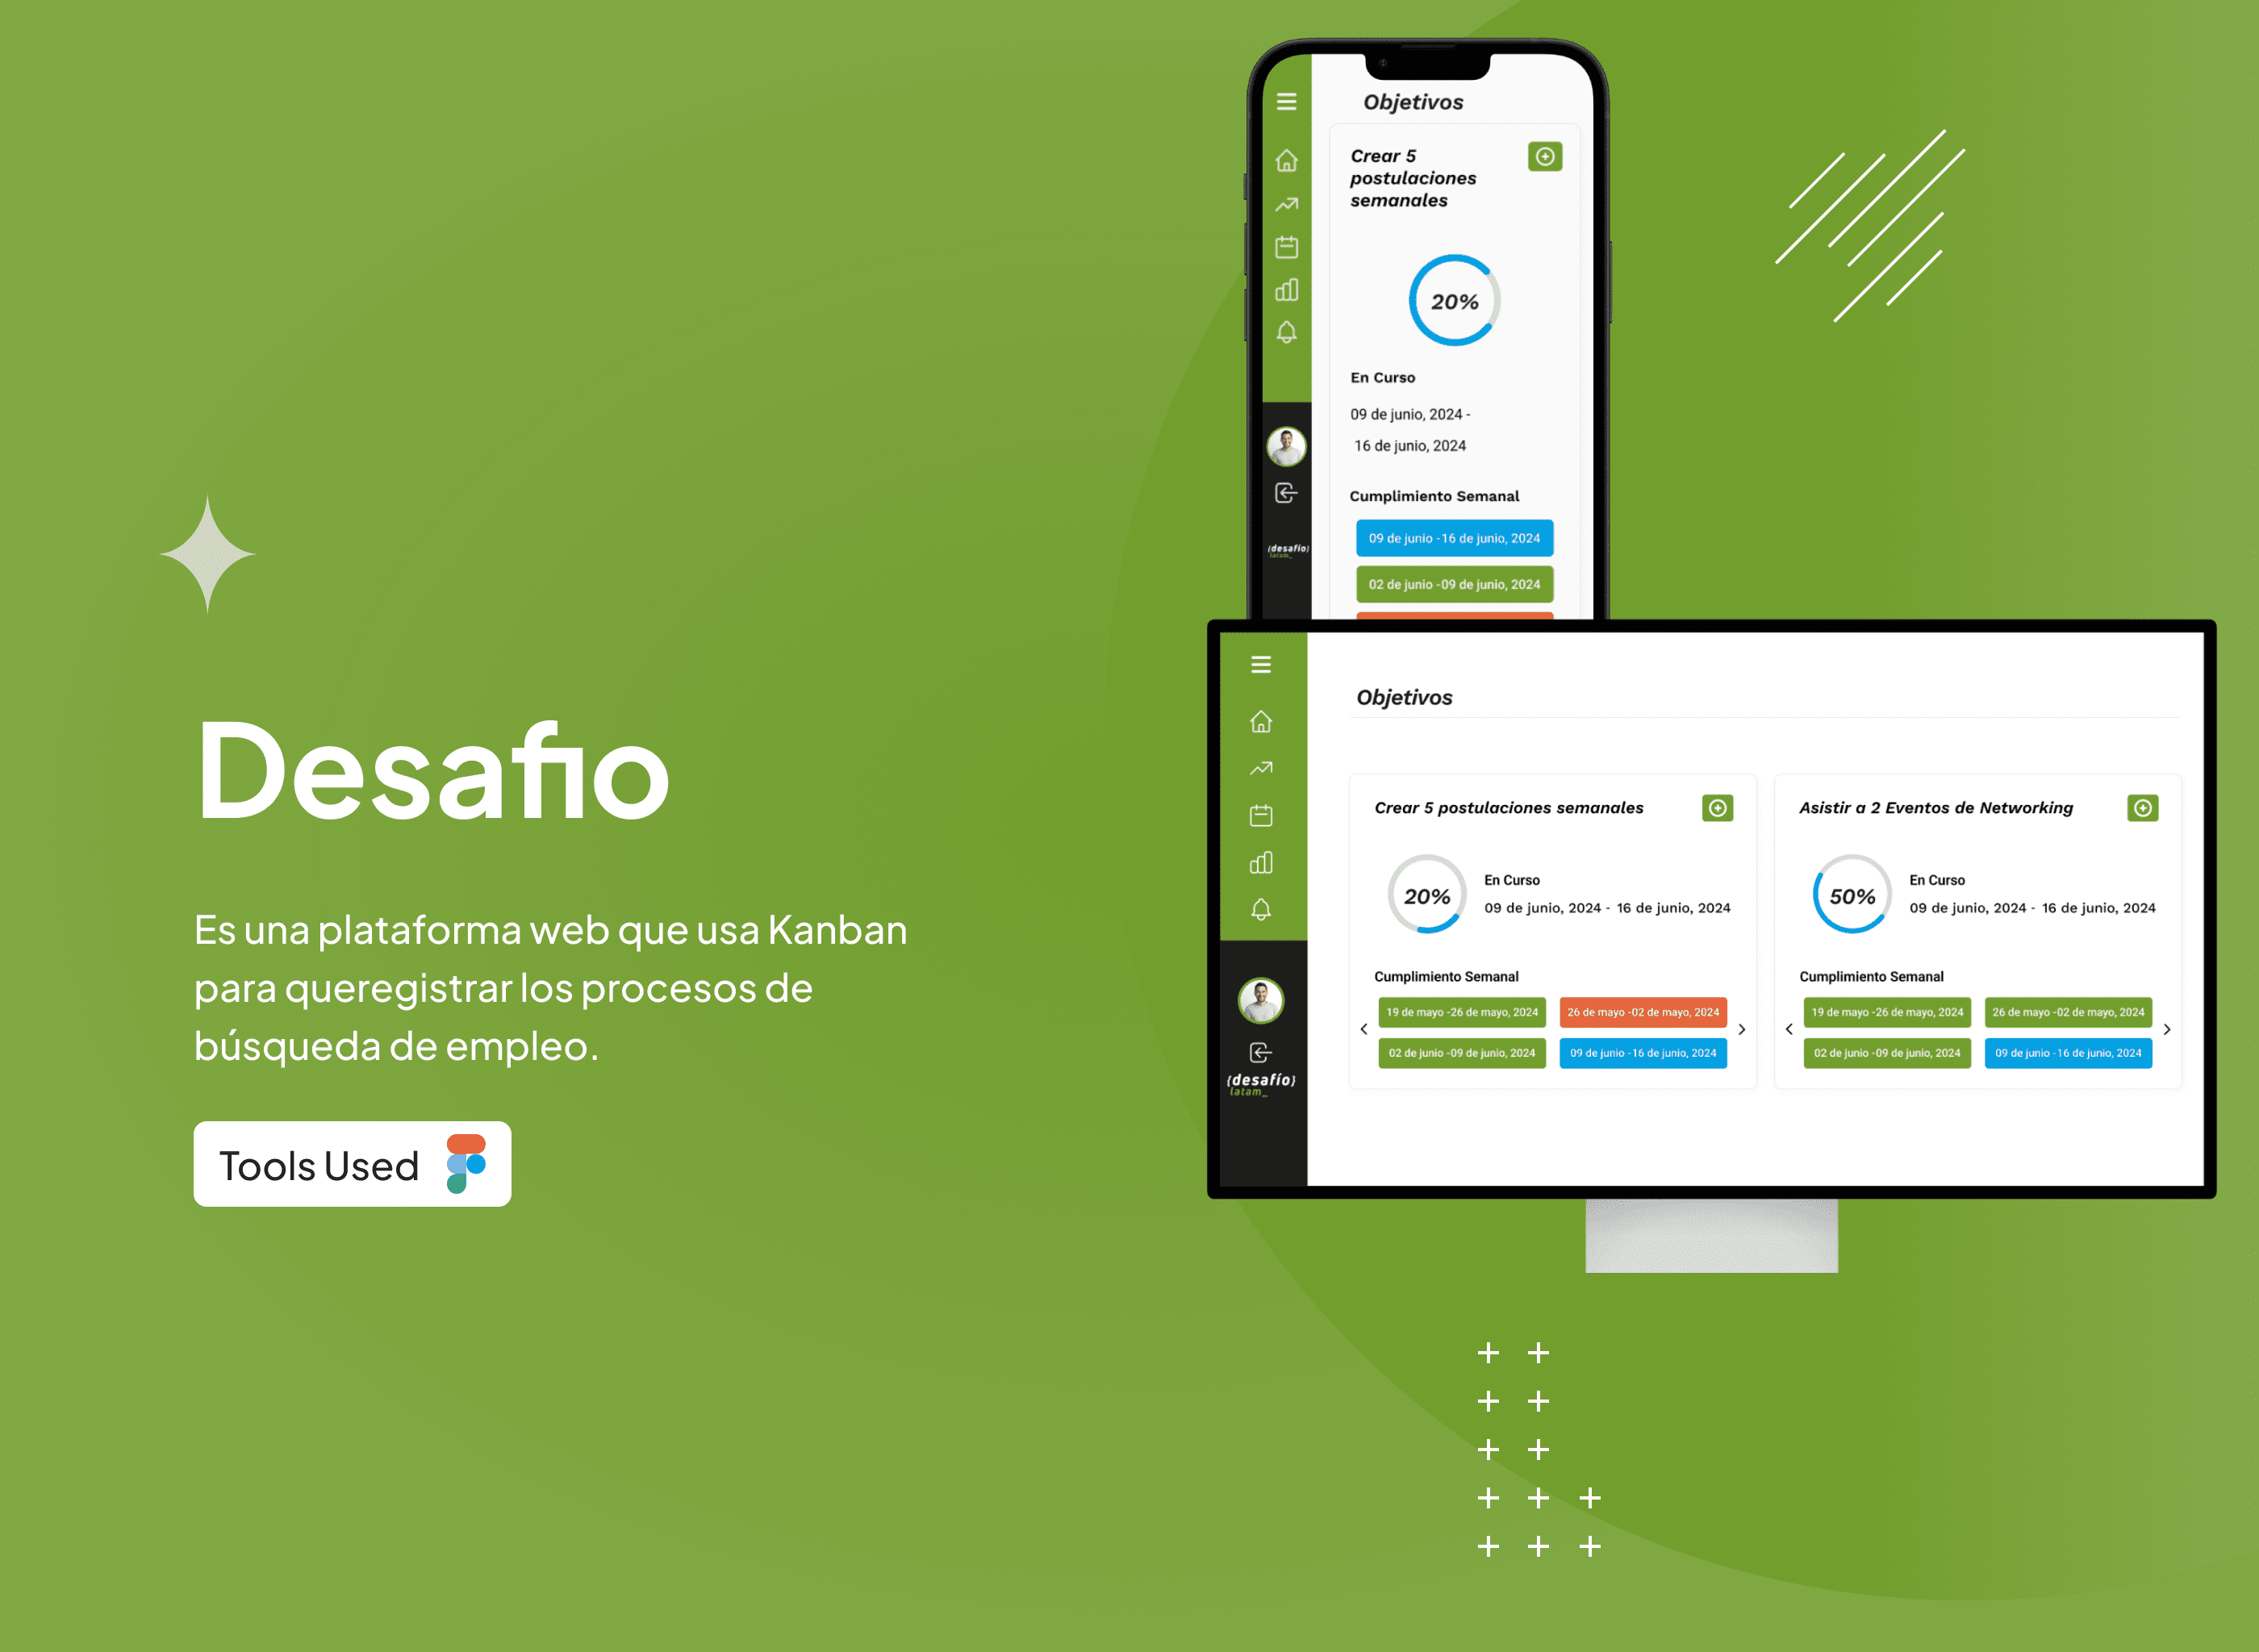 Desafio
Es una plataforma web que usa Kanban
para queregistrar los procesos de
búsqueda de empleo.
Tools Used
Objetivos
Crear 5
postulaciones
semanales
20%
En Curso
09 de junio, 2024 -
16 de junio, 2024
Cumplimiento Semanal
09 de junio -16 de junio, 2024
02 de junio -09 de junio, 2024
{desafío}
latam_
Objetivos
Crear 5 postulaciones semanales
20%
En Curso
09 de junio, 2024 - 16 de junio, 2024
Cumplimiento Semanal
19 de mayo -26 de mayo, 2024
26 de mayo -02 de mayo, 2024
02 de junio -09 de junio, 2024
09 de junio -16 de junio, 2024
Asistir a 2 Eventos de Networking
50%
En Curso
09 de junio, 2024 - 16 de junio, 2024
Cumplimiento Semanal
19 de mayo -26 de mayo, 2024
26 de mayo -02 de mayo, 2024
02 de junio -09 de junio, 2024
09 de junio -16 de junio, 2024
{desafío}
latam_